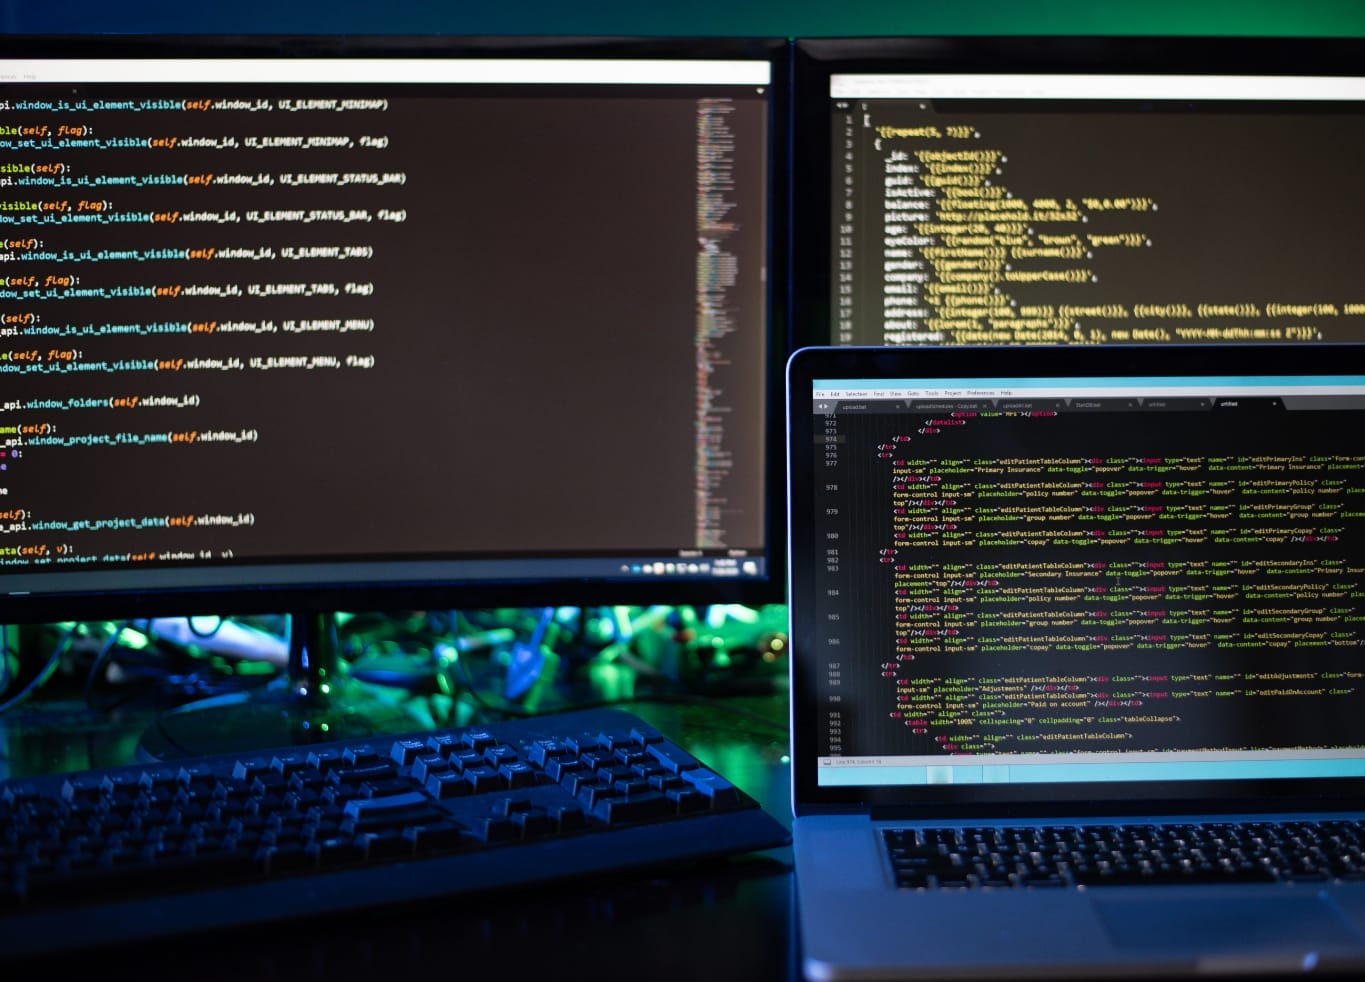 Help
pi.window_is_ui_element_visible(self.window_id, UI_ELEMENT_MINIMAP)
ble(self, flag):
ow_set_ui_element_visible(self.window_id, UI_ELEMENT_MINIMAP, flag)
sible(self):
pi.window_is_ui_element_visible(self.window_id, UI_ELEMENT_STATUS_BAR)
visible(self, flag):
dow_set_ui_element_visible(self.window_id, UI_ELEMENT_STATUS_BAR, flag)
e(self):
api.window_is_ui_element_visible(self.window_id, UI_ELEMENT_TABS)
e(self, flag):
ndow_set_ui_element_visible(self.window_id, UI_ELEMENT_TABS, flag)
(self):
_api.window_is_ui_element_visible(self.window_id, UI_ELEMENT_MENU)
le(self, flag):
ndow_set_ui_element_visible(self.window_id, UI_ELEMENT_MENU, flag)
_api.window_folders(self.window_id)
name(self):
_api.window_project_file_name(self.window_id)
= 0:
e
ne
self):
e_api.window_get_project_data(self.window_id)
ata(self, v):
indow_set_project_data(self.window_id, v)
1 [
2 '{{repeat(5, 7)}}',
3 {
4 _id: '{{objectId()}}',
5 index: '{{index()}}',
6 guid: '{{guid()}}',
7 isActive: '{{bool()}}',
8 balance: '{{floating(1000, 4000, 2, "$0,0.00")}}',
9 picture: 'http://placehold.it/32x32',
10 age: '{{integer(20, 40)}}',
11 eyeColor: '{{random("blue", "brown", "green")}}',
12 name: '{{firstName()}} {{surname()}}',
13 gender: '{{gender()}}',
14 company: '{{company().toUpperCase()}}',
15 email: '{{email()}}',
16 phone: '+1 {{phone()}}',
17 address: '{{integer(100, 999)}} {{street()}}, {{city()}}, {{state()}}, {{integer(100, 1000
18 about: '{{lorem(1, "paragraphs")}}',
19 registered: '{{date(new Date(2014, 0, 1), new Date(), "YYYY-MM-ddThh:mm:ss Z")}}',
File Edit Selection Find View Goto Tools Project Preferences Help
upload.bat untitled untitled
971 <option value="Mrs"></option>
972 </datalist>
973 </div>
974 </td>
975 </tr>
976 <tr>
977 <td width="" align="" class="editPatientTableColumn"><div class=""><input type="text" name="" id="editPrimaryIns" class="form-con
input-sm" placeholder="Primary Insurance" data-toggle="popover" data-trigger="hover" data-content="Primary Insurance" placement=
/></div></td>
978 <td width="" align="" class="editPatientTableColumn"><div class=""><input type="text" name="" id="editPrimaryPolicy" class="
form-control input-sm" placeholder="policy number" data-toggle="popover" data-trigger="hover" data-content="policy number" place
top"/></div></td>
979 <td width="" align="" class="editPatientTableColumn"><div class=""><input type="text" name="" id="editPrimaryGroup" class="
form-control input-sm" placeholder="group number" data-toggle="popover" data-trigger="hover" data-content="group number" placeme
top"/></div></td>
980 <td width="" align="" class="editPatientTableColumn"><div class=""><input type="text" name="" id="editPrimaryCopay" class="
form-control input-sm" placeholder="copay" data-toggle="popover" data-trigger="hover" data-content="copay" /></div></td>
981 </tr>
982 <tr>
983 <td width="" align="" class="editPatientTableColumn"><div class=""><input type="text" name="" id="editSecondaryIns" class="
form-control input-sm" placeholder="Secondary Insurance" data-toggle="popover" data-trigger="hover" data-content="Primary Insur
placement="top"/></div></td>
984 <td width="" align="" class="editPatientTableColumn"><div class=""><input type="text" name="" id="editSecondaryPolicy" class="
form-control input-sm" placeholder="policy number" data-toggle="popover" data-trigger="hover" data-content="policy number" place
top"/></div></td>
985 <td width="" align="" class="editPatientTableColumn"><div class=""><input type="text" name="" id="editSecondaryGroup" class="
form-control input-sm" placeholder="group number" data-toggle="popover" data-trigger="hover" data-content="group number" placem
top"/></div></td>
986 <td width="" align="" class="editPatientTableColumn"><div class=""><input type="text" name="" id="editSecondaryCopay" class="
form-control input-sm" placeholder="copay" data-toggle="popover" data-trigger="hover" data-content="copay" placement="bottom"/>
</td>
987 </tr>
988 <tr>
989 <td width="" align="" class="editPatientTableColumn"><div class=""><input type="text" name="" id="editAdjustments" class="form-
input-sm" placeholder="Adjustments" /></div></td>
990 <td width="" align="" class="editPatientTableColumn"><div class=""><input type="text" name="" id="editPaidOnAccount" class="
form-control input-sm" placeholder="Paid on account" /></div></td>
991 <td width="" align="" class="">
992 <table width="100%" cellspacing="0" cellpadding="0" class="tableCollapse">
993 <tr>
994 <td width="" align="" class="editPatientTableColumn">
995 <div class="">
Line 974, Column 18